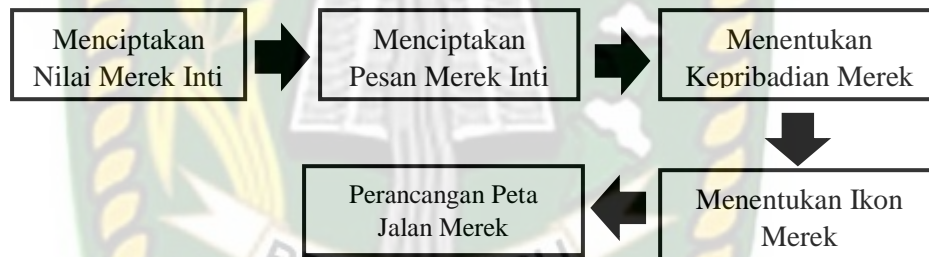 Menciptakan
Nilai Merek Inti
Menciptakan
Pesan Merek Inti
Menentukan
Kepribadian Merek
Menentukan Ikon
Merek
Perancangan Peta
Jalan Merek